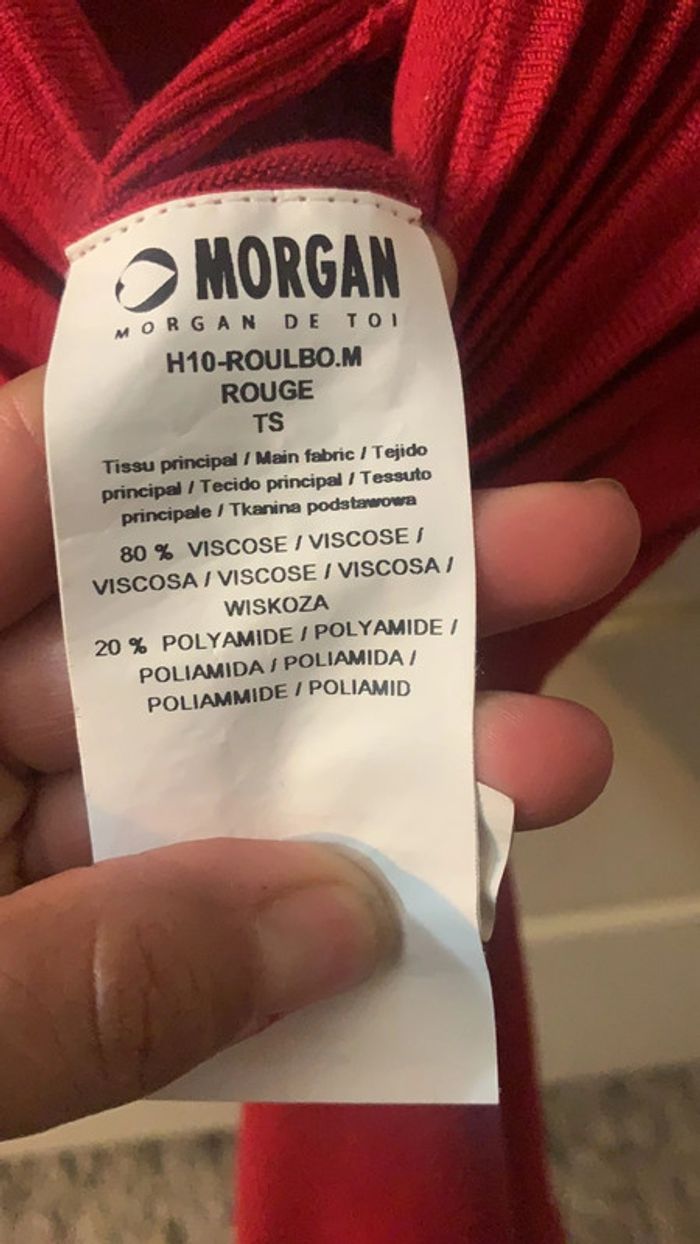 MORGAN
MORGAN DE TOI
H10-ROULBO.M
ROUGE
TS
Tissu principal / Main fabric / Tejido
principal / Tecido principal / Tessuto
principale / Tkanina podstawowa
80 % VISCOSE / VISCOSE /
VISCOSA / VISCOSE / VISCOSA /
WISKOZA
20 % POLYAMIDE / POLYAMIDE /
POLIAMIDA / POLIAMIDA /
POLIAMMIDE / POLIAMID